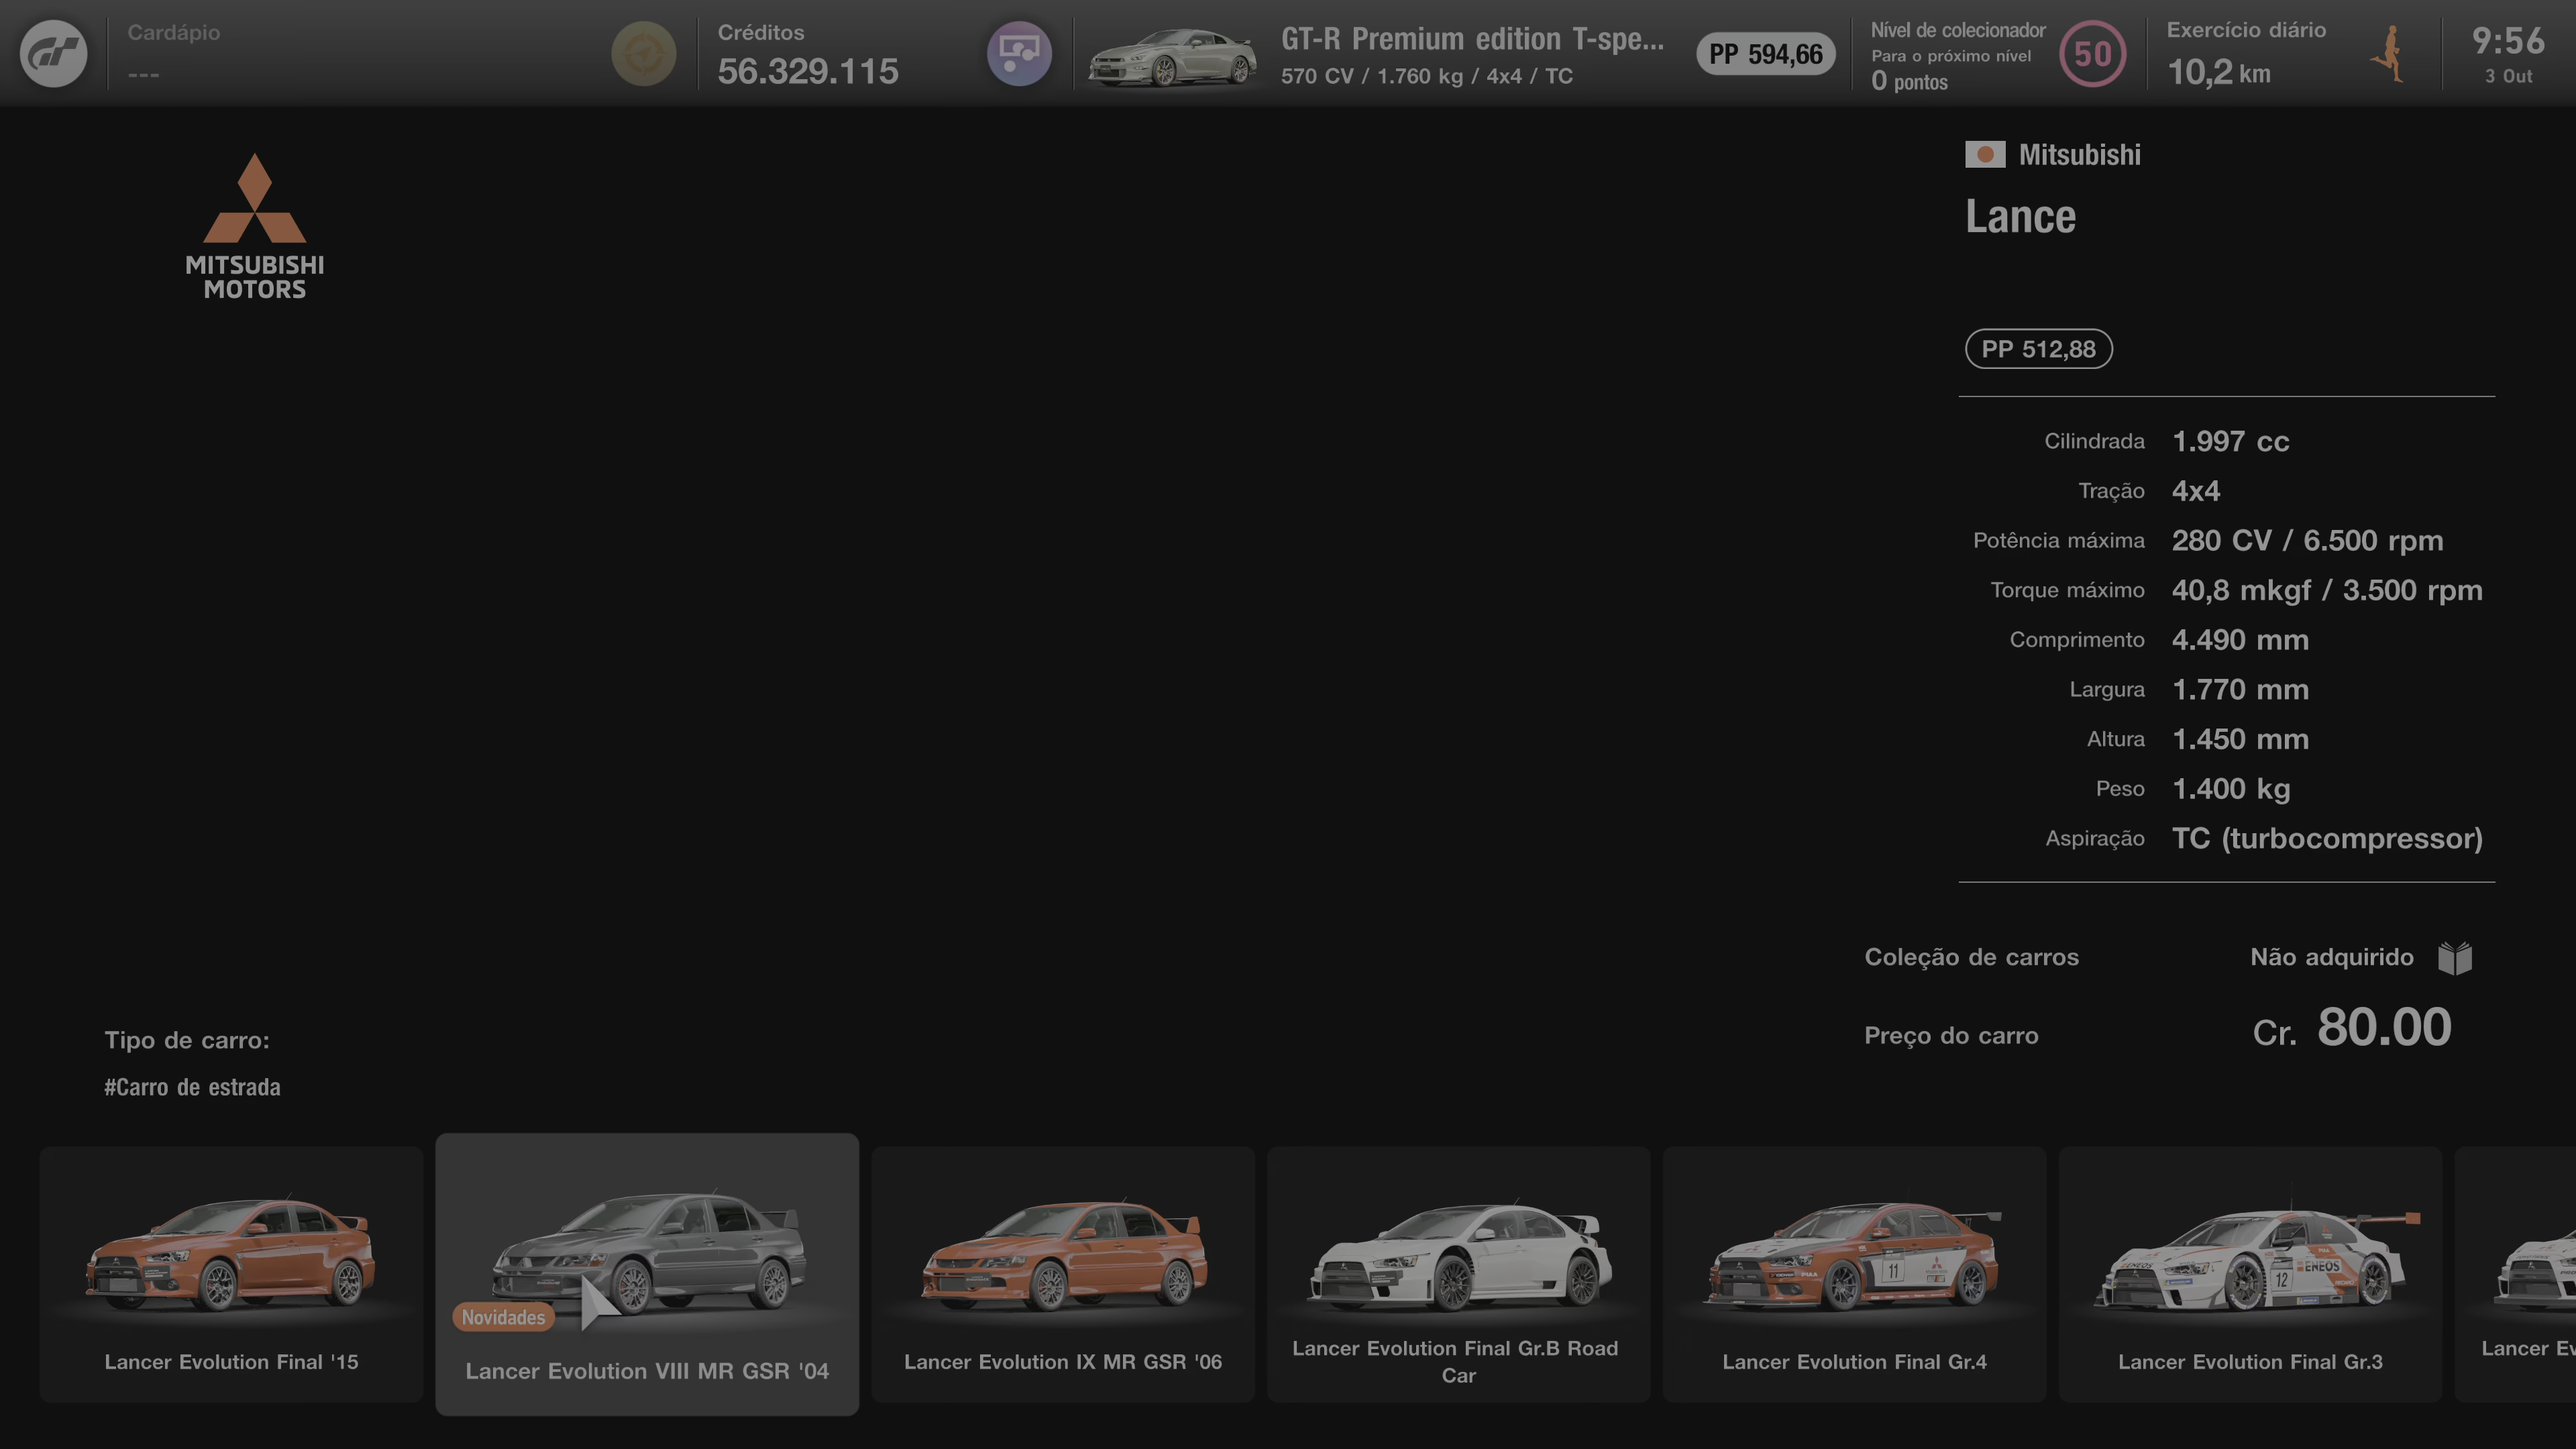 Cardápio
---
Créditos
56.329.115
GT-R Premium edition T-spe...
570 CV / 1.760 kg / 4x4 / TC
PP 594,66
Nível de colecionador
Para o próximo nível
0 pontos
50
Exercício diário
10,2 km
9:56
3 Out
MITSUBISHI
MOTORS
Mitsubishi
Lance
PP 512,88
Cilindrada 1.997 cc
Tração 4x4
Potência máxima 280 CV / 6.500 rpm
Torque máximo 40,8 mkgf / 3.500 rpm
Comprimento 4.490 mm
Largura 1.770 mm
Altura 1.450 mm
Peso 1.400 kg
Aspiração TC (turbocompressor)
Coleção de carros Não adquirido
Preço do carro Cr. 80.00
Tipo de carro:
#Carro de estrada
Novidades
11
12
ENEOS
Lancer Evolution Final '15
Lancer Evolution VIII MR GSR '04
Lancer Evolution IX MR GSR '06
Lancer Evolution Final Gr.B Road
Car
Lancer Evolution Final Gr.4
Lancer Evolution Final Gr.3
Lancer Ev